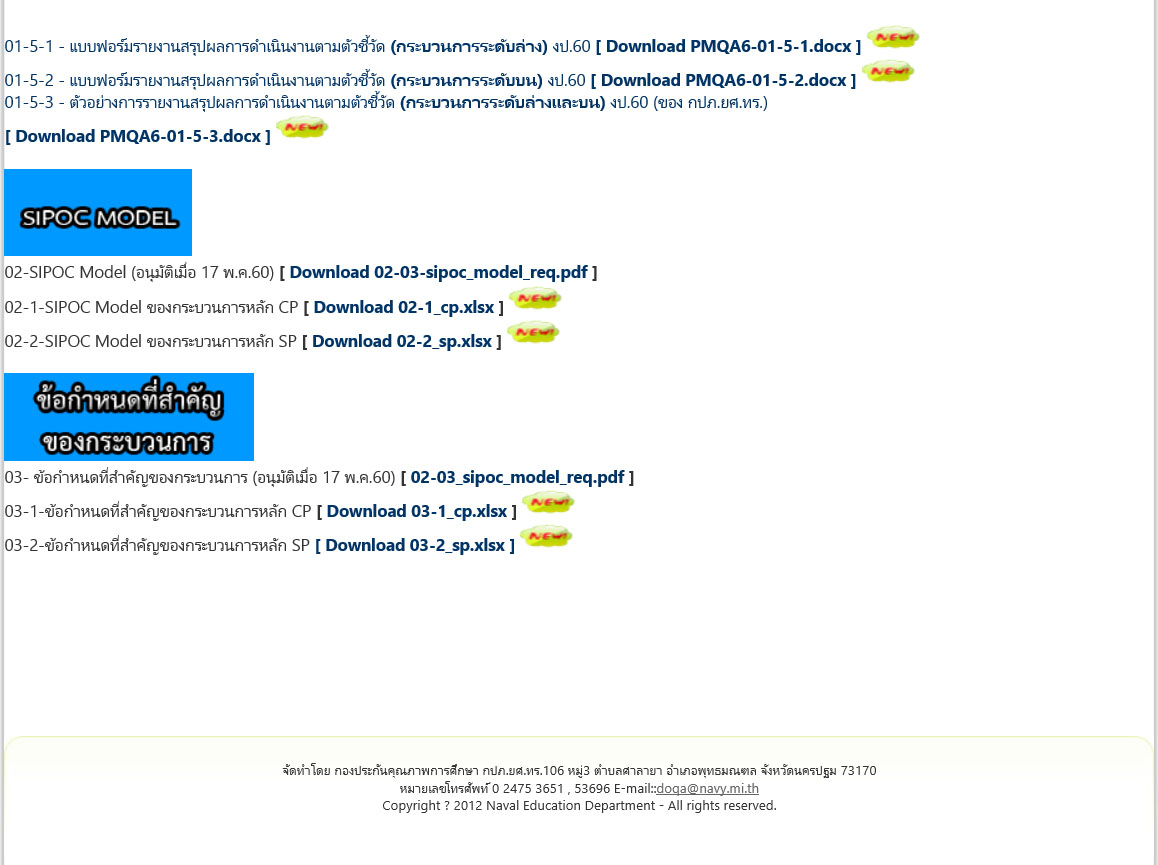 01-5-1 - แบบฟอร์มรายงานสรุปผลการดำเนินงานตามตัวชี้วัด (กระบวนการระดับล่าง) งป.60 [ Download PMQA6-01-5-1.docx ] NEW!
01-5-2 - แบบฟอร์มรายงานสรุปผลการดำเนินงานตามตัวชี้วัด (กระบวนการระดับบน) งป.60 [ Download PMQA6-01-5-2.docx ] NEW!
01-5-3 - ตัวอย่างการรายงานสรุปผลการดำเนินงานตามตัวชี้วัด (กระบวนการระดับล่างและบน) งป.60 (ของ กปภ.ยศ.ทร.)
[ Download PMQA6-01-5-3.docx ] NEW!
SIPOC MODEL
02-SIPOC Model (อนุมัติเมื่อ 17 พ.ค.60) [ Download 02-03-sipoc_model_req.pdf ]
02-1-SIPOC Model ของกระบวนการหลัก CP [ Download 02-1_cp.xlsx ] NEW!
02-2-SIPOC Model ของกระบวนการหลัก SP [ Download 02-2_sp.xlsx ] NEW!
ข้อกำหนดที่สำคัญ
ของกระบวนการ
03- ข้อกำหนดที่สำคัญของกระบวนการ (อนุมัติเมื่อ 17 พ.ค.60) [ 02-03_sipoc_model_req.pdf ]
03-1-ข้อกำหนดที่สำคัญของกระบวนการหลัก CP [ Download 03-1_cp.xlsx ] NEW!
03-2-ข้อกำหนดที่สำคัญของกระบวนการหลัก SP [ Download 03-2_sp.xlsx ] NEW!
จัดทำโดย กองประกันคุณภาพการศึกษา กปภ.ยศ.ทร.106 หมู่3 ตำบลศาลายา อำเภอพุทธมณฑล จังหวัดนครปฐม 73170
หมายเลขโทรศัพท์ 0 2475 3651 , 53696 E-mail::doqa@navy.mi.th
Copyright ? 2012 Naval Education Department - All rights reserved.